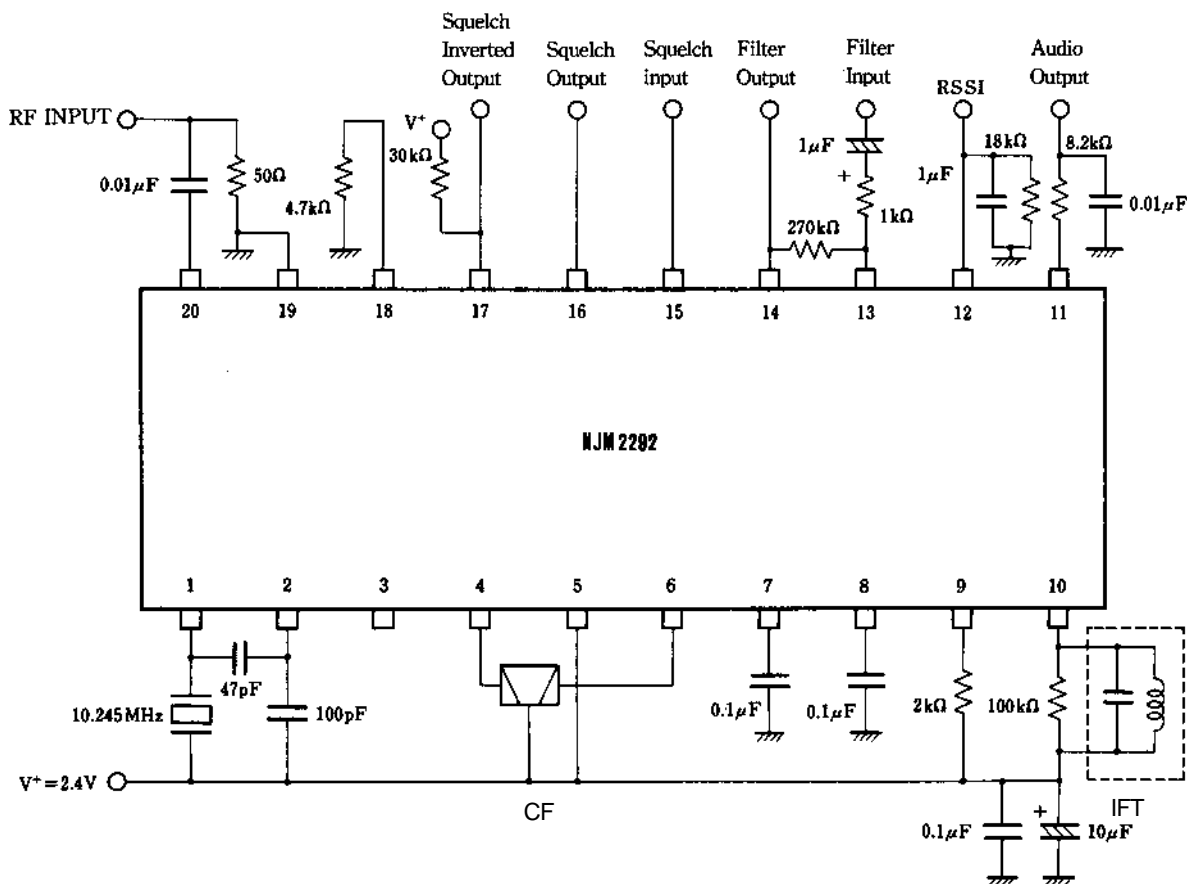 Squelch
Inverted
Output
Squelch
Output
Squelch
input
Filter
Output
Filter
Input
RSSI
Audio
Output
RF INPUT
V+
30kΩ
1μF
18kΩ
8.2kΩ
0.01μF
50Ω
4.7kΩ
+
1kΩ
1μF
0.01μF
270kΩ
20
19
18
17
16
15
14
13
12
11
NJM2292
1
2
3
4
5
6
7
8
9
10
47pF
10.245MHz
100pF
0.1μF
0.1μF
2kΩ
100kΩ
V+=2.4V
CF
IFT
0.1μF
+
10μF